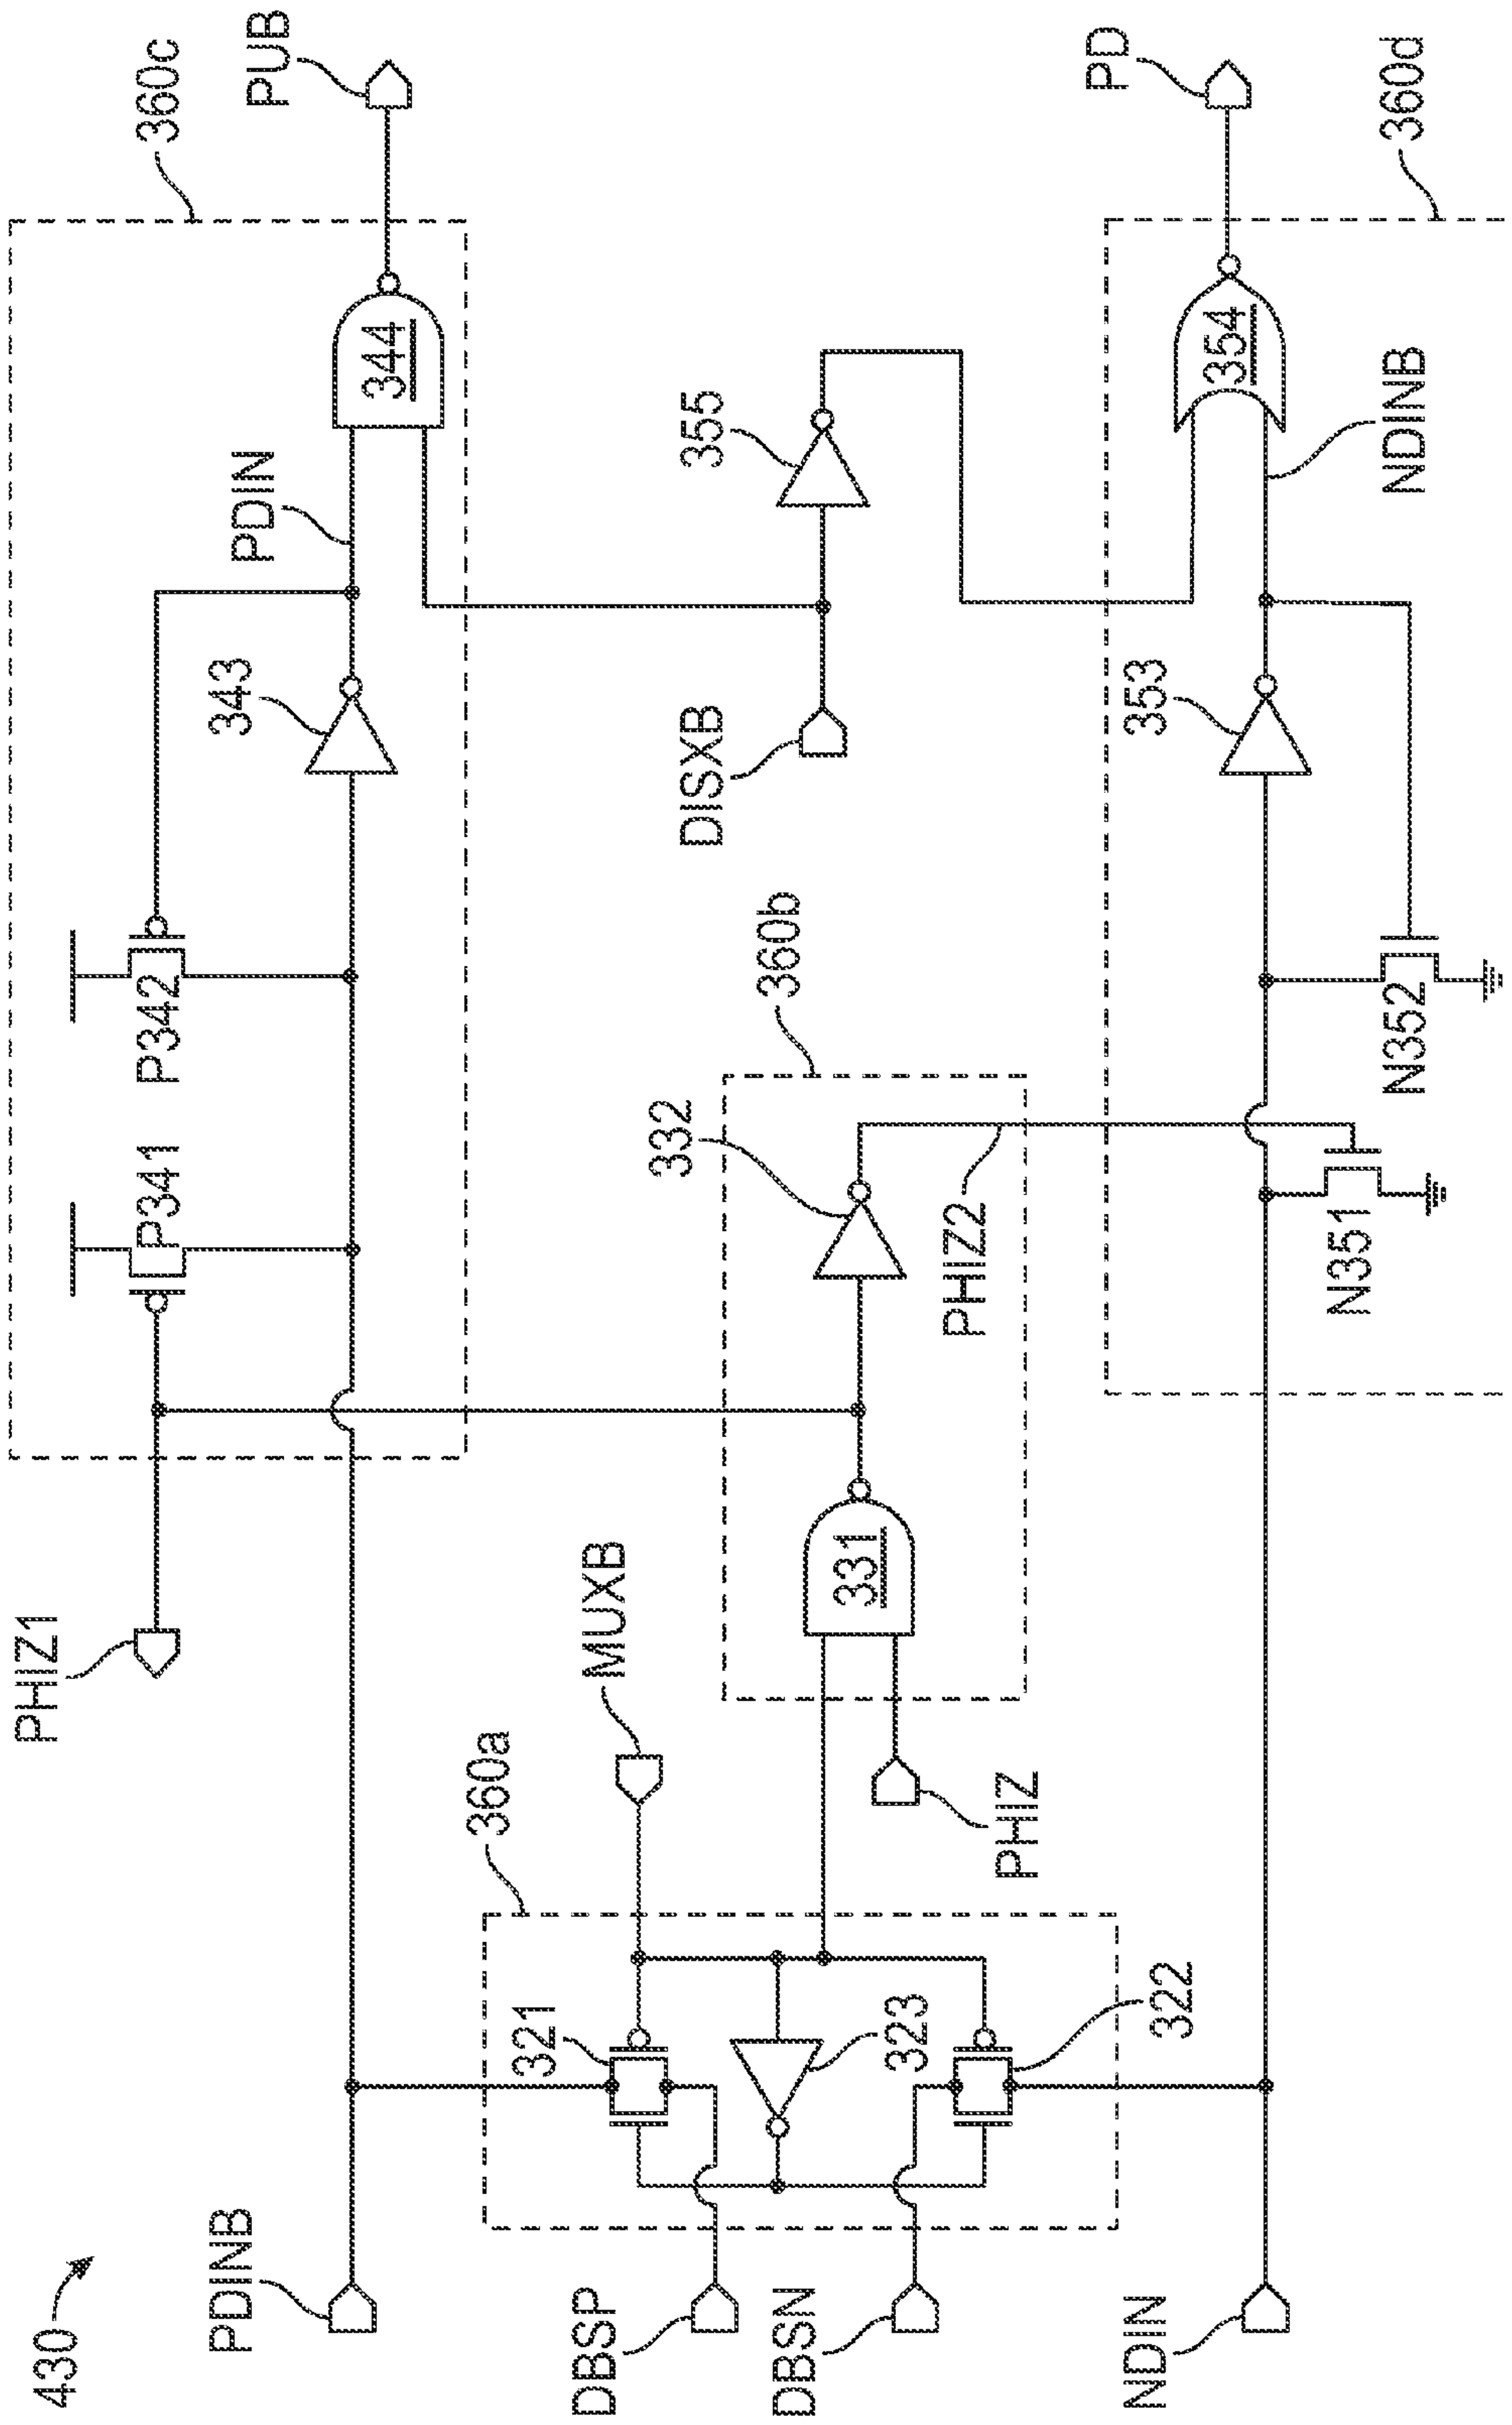 430
PHIZ1
360c
PUB
P341
P342
343
PDIN
344
PDINB
360a
MUXB
360b
332
DISXB
355
321
DBSP
DBSN
323
322
PHIZ
331
PHIZ2
353
PD
354
NDINB
NDIN
N351
N352
360d